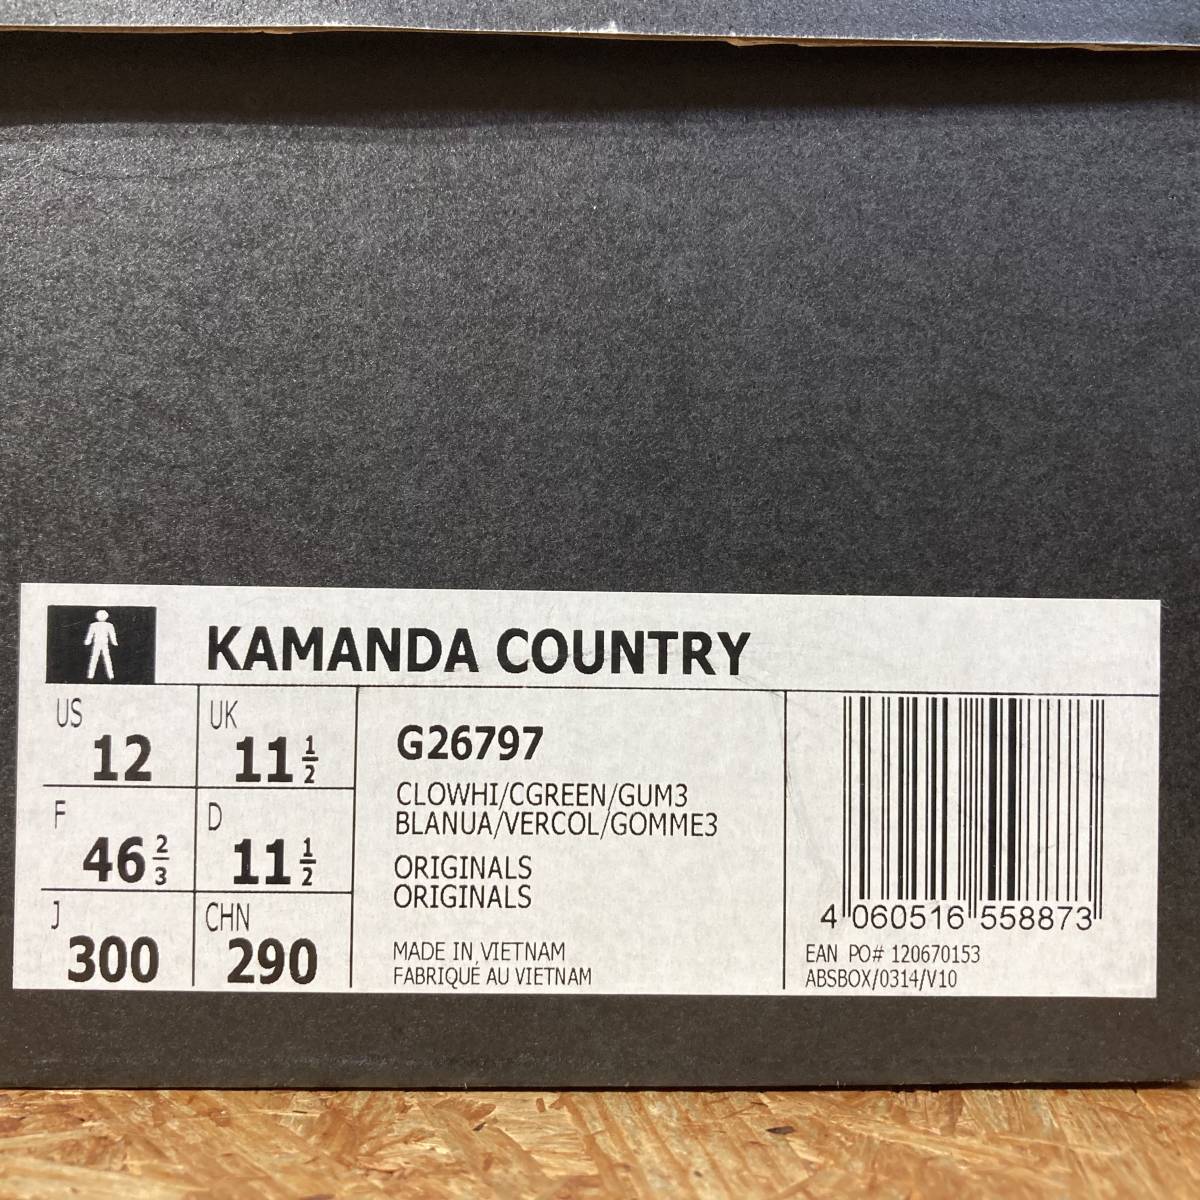 KAMANDA COUNTRY
US 12
UK 11 1/2
F 46 2/3
D 11 1/2
J 300
CHN 290
G26797
CLOWHI/CGREEN/GUM3
BLANUA/VERCOL/GOMME3
ORIGINALS
ORIGINALS
MADE IN VIETNAM
FABRIQUÉ AU VIETNAM
4 060516 558873
EAN PO# 120670153
ABSBOX/0314/V10